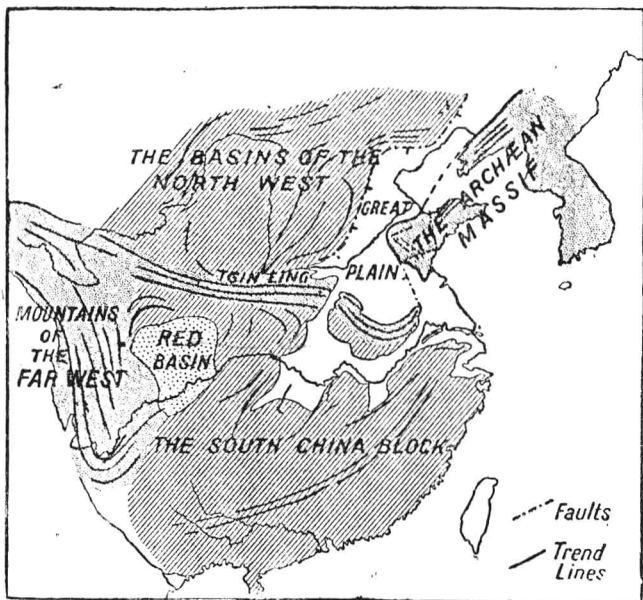 THE BASINS OF THE
NORTH WEST
GREAT
PLAIN
THE ARCHÆAN
MASSIF
TSIN LING
MOUNTAINS
OF
THE
FAR WEST
RED
BASIN
THE SOUTH CHINA BLOCK
Faults
Trend
Lines